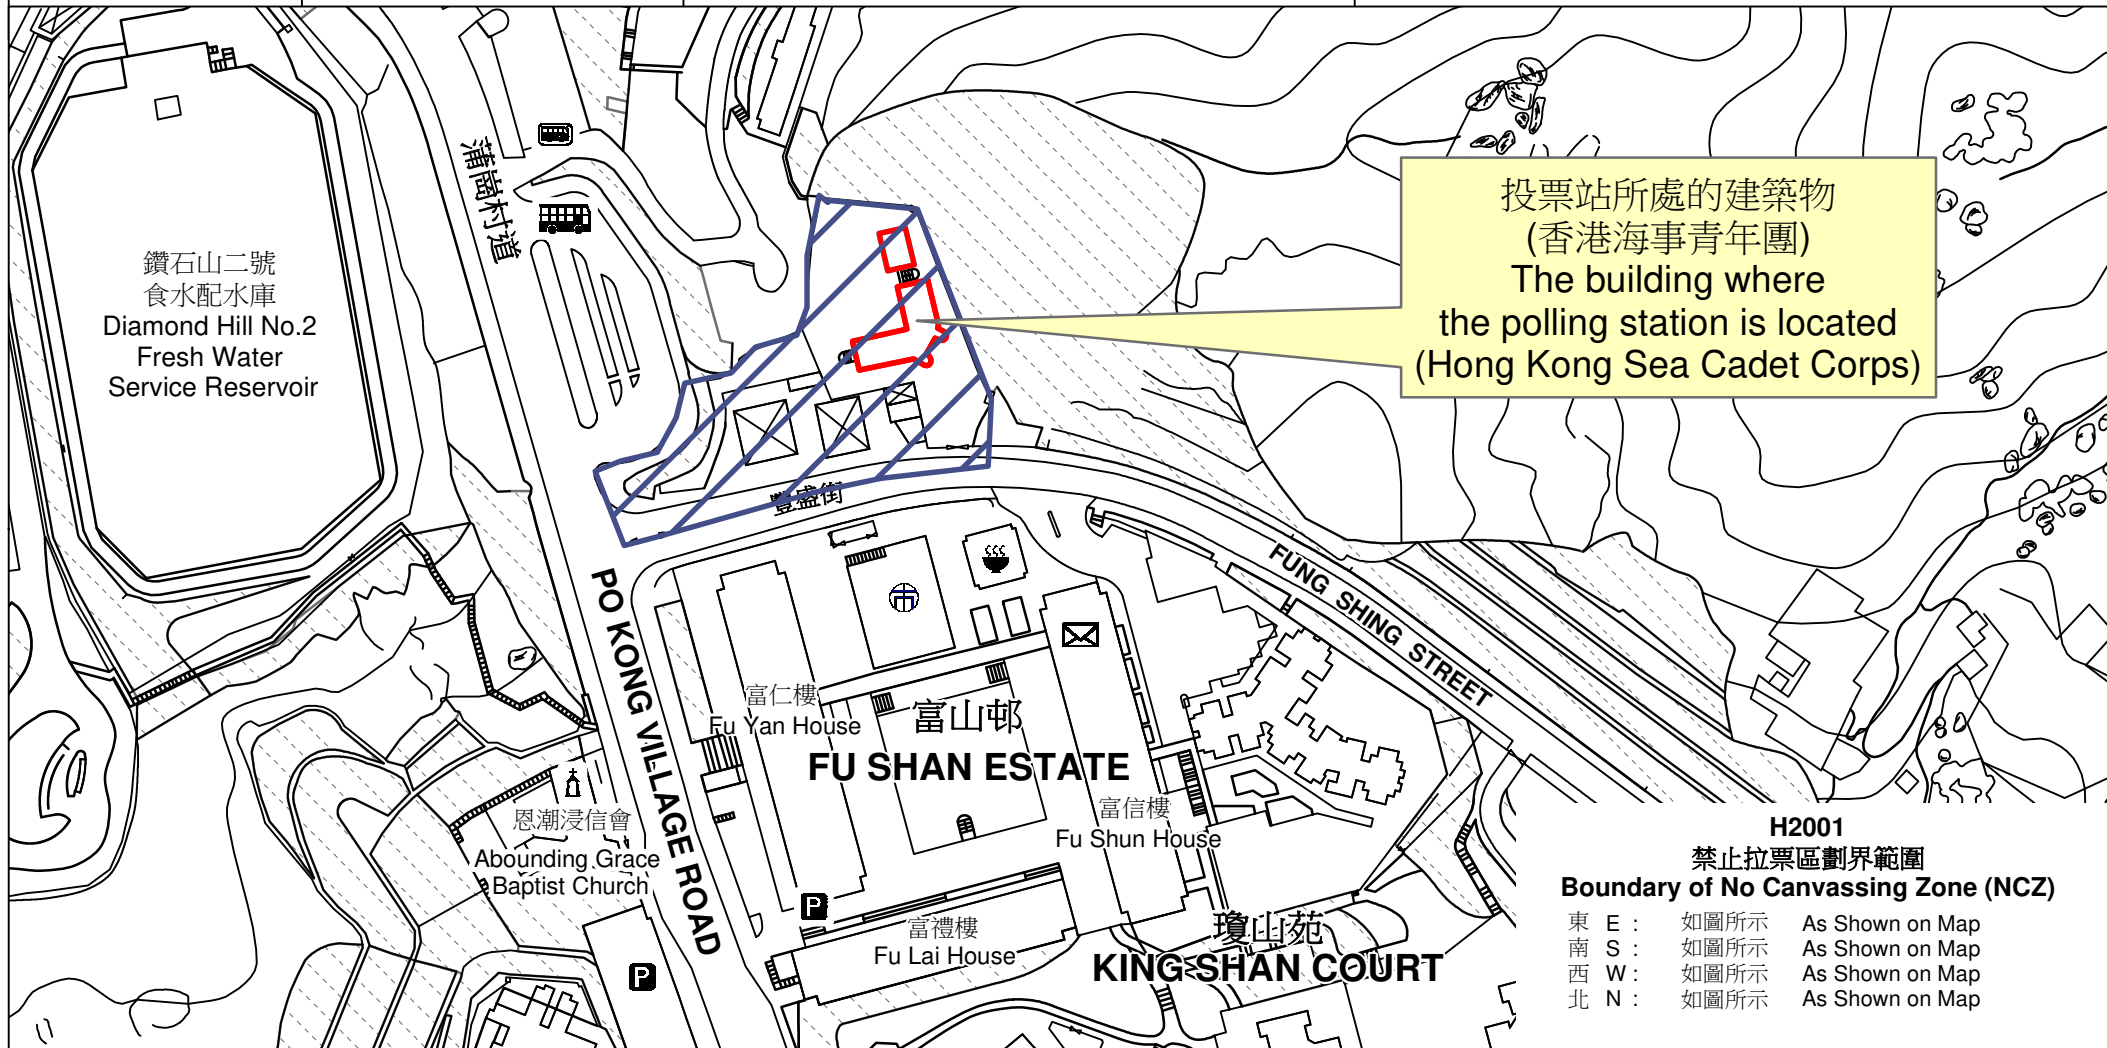 蒲崗村道
鑽石山二號
食水配水庫
Diamond Hill No.2
Fresh Water
Service Reservoir
投票站所處的建築物
(香港海事青年團)
The building where
the polling station is located
(Hong Kong Sea Cadet Corps)
豐盛街
FUNG SHING STREET
PO KONG VILLAGE ROAD
富仁樓
Fu Yan House
富山邨
FU SHAN ESTATE
富信樓
Fu Shun House
恩潮浸信會
Abounding Grace
Baptist Church
P
富禮樓
Fu Lai House
P
瓊山苑
KING SHAN COURT
H2001
禁止拉票區劃界範圍
Boundary of No Canvassing Zone (NCZ)
東 E : 如圖所示 As Shown on Map
南 S : 如圖所示 As Shown on Map
西 W : 如圖所示 As Shown on Map
北 N : 如圖所示 As Shown on Map